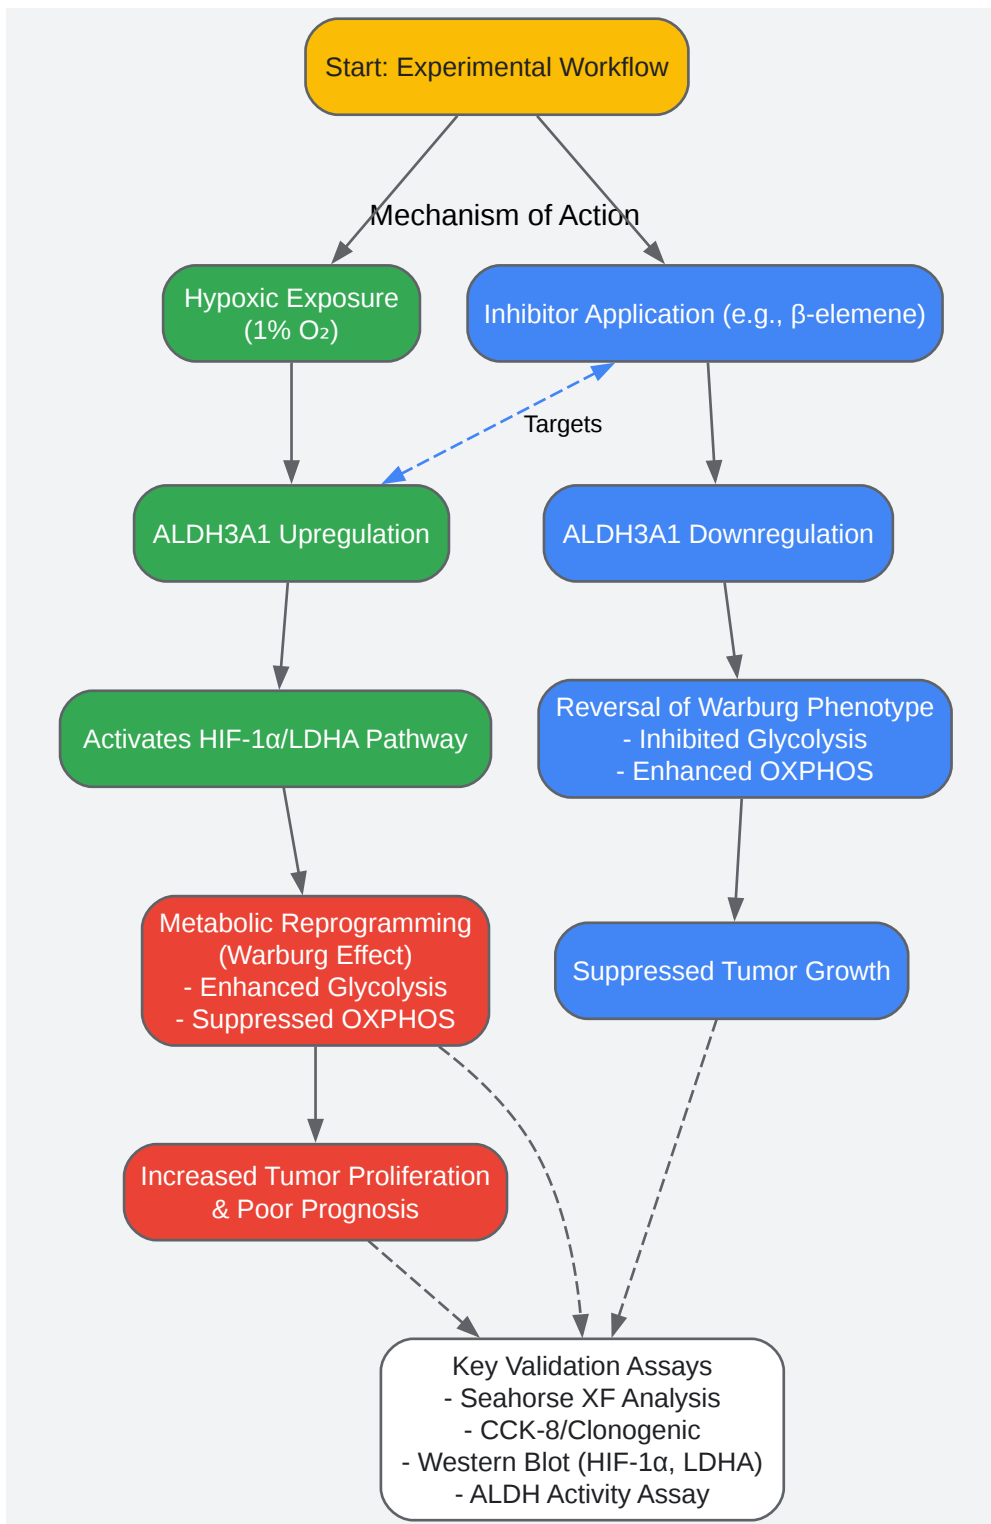 Start: Experimental Workflow
Mechanism of Action
Hypoxic Exposure
(1% O₂)
Inhibitor Application (e.g., β-elemene)
Targets
ALDH3A1 Upregulation
ALDH3A1 Downregulation
Activates HIF-1α/LDHA Pathway
Reversal of Warburg Phenotype
- Inhibited Glycolysis
- Enhanced OXPHOS
Metabolic Reprogramming
(Warburg Effect)
- Enhanced Glycolysis
- Suppressed OXPHOS
Suppressed Tumor Growth
Increased Tumor Proliferation
& Poor Prognosis
Key Validation Assays
- Seahorse XF Analysis
- CCK-8/Clonogenic
- Western Blot (HIF-1α, LDHA)
- ALDH Activity Assay